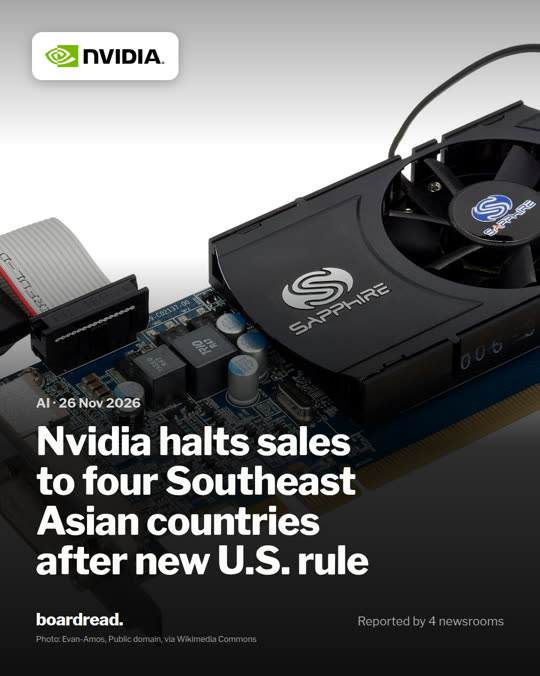 NVIDIA.
SAPPHIRE
SAPPHIRE
AI · 26 Nov 2026
Nvidia halts sales
to four Southeast
Asian countries
after new U.S. rule
boardread.
Reported by 4 newsrooms
Photo: Evan-Amos, Public domain, via Wikimedia Commons